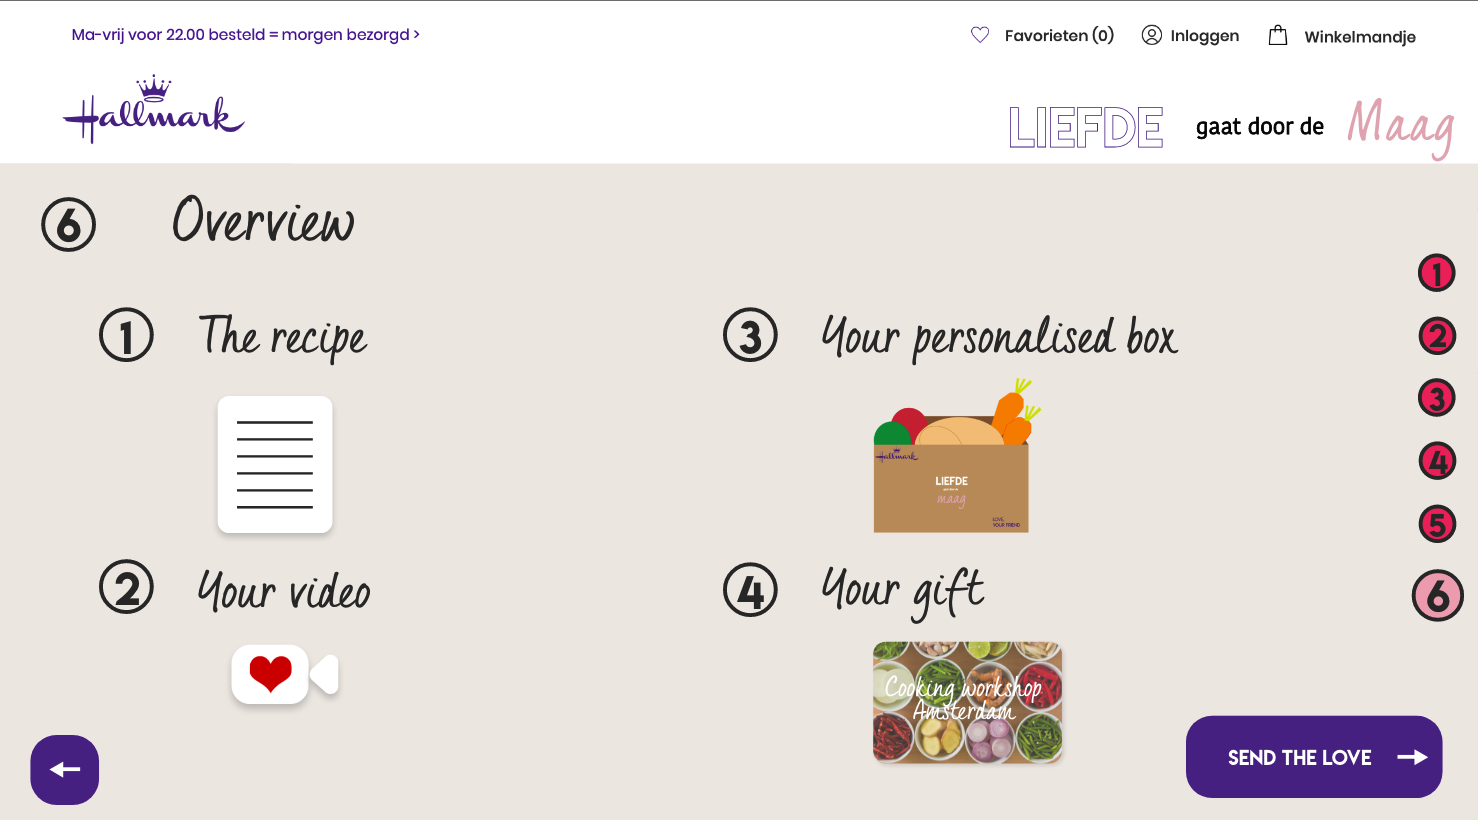 Ma-vrij voor 22.00 besteld = morgen bezorgd >
Favorieten (0)
Inloggen
Winkelmandje
Hallmark
LIEFDE gaat door de Maag
6 Overview
1 The recipe
2 Your video
3 Your personalised box
Hallmark
LIEFDE
maag
LOVE,
YOUR FRIEND
4 Your gift
Cooking workshop
Amsterdam
1
2
3
4
5
6
SEND THE LOVE